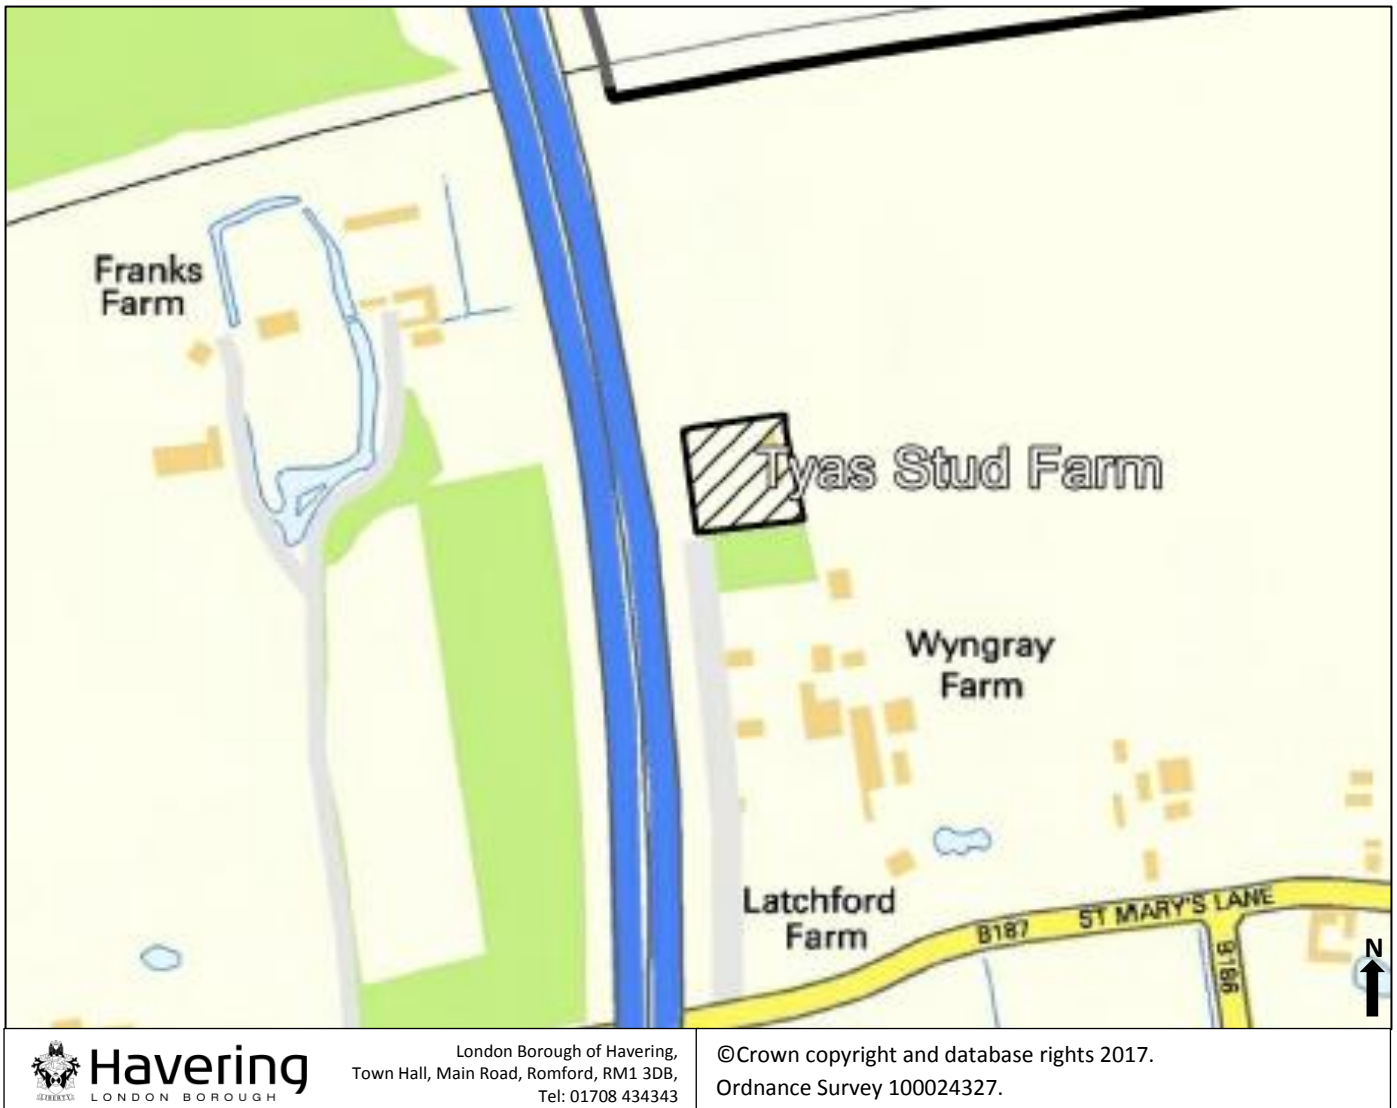 Franks
Farm
Tyas Stud Farm
Wyngray
Farm
Latchford
Farm
B187
ST MARY'S LANE
B186
N
Havering
LONDON BOROUGH
LIBERTY
London Borough of Havering,
Town Hall, Main Road, Romford, RM1 3DB,
Tel: 01708 434343
©Crown copyright and database rights 2017.
Ordnance Survey 100024327.